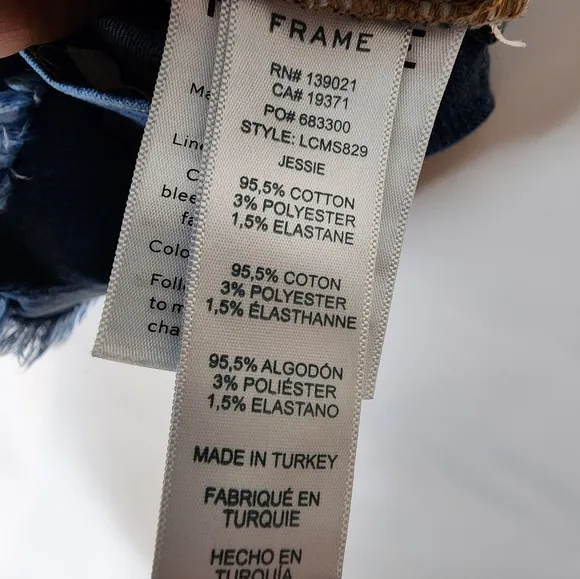 FRAME
RN# 139021
CA# 19371
PO# 683300
STYLE: LCMS829
JESSIE
95,5% COTTON
3% POLYESTER
1,5% ELASTANE
95,5% COTON
3% POLYESTER
1,5% ÉLASTHANNE
95,5% ALGODÓN
3% POLIÉSTER
1,5% ELASTANO
MADE IN TURKEY
FABRIQUÉ EN
TURQUIE
HECHO EN
TURQUÍA